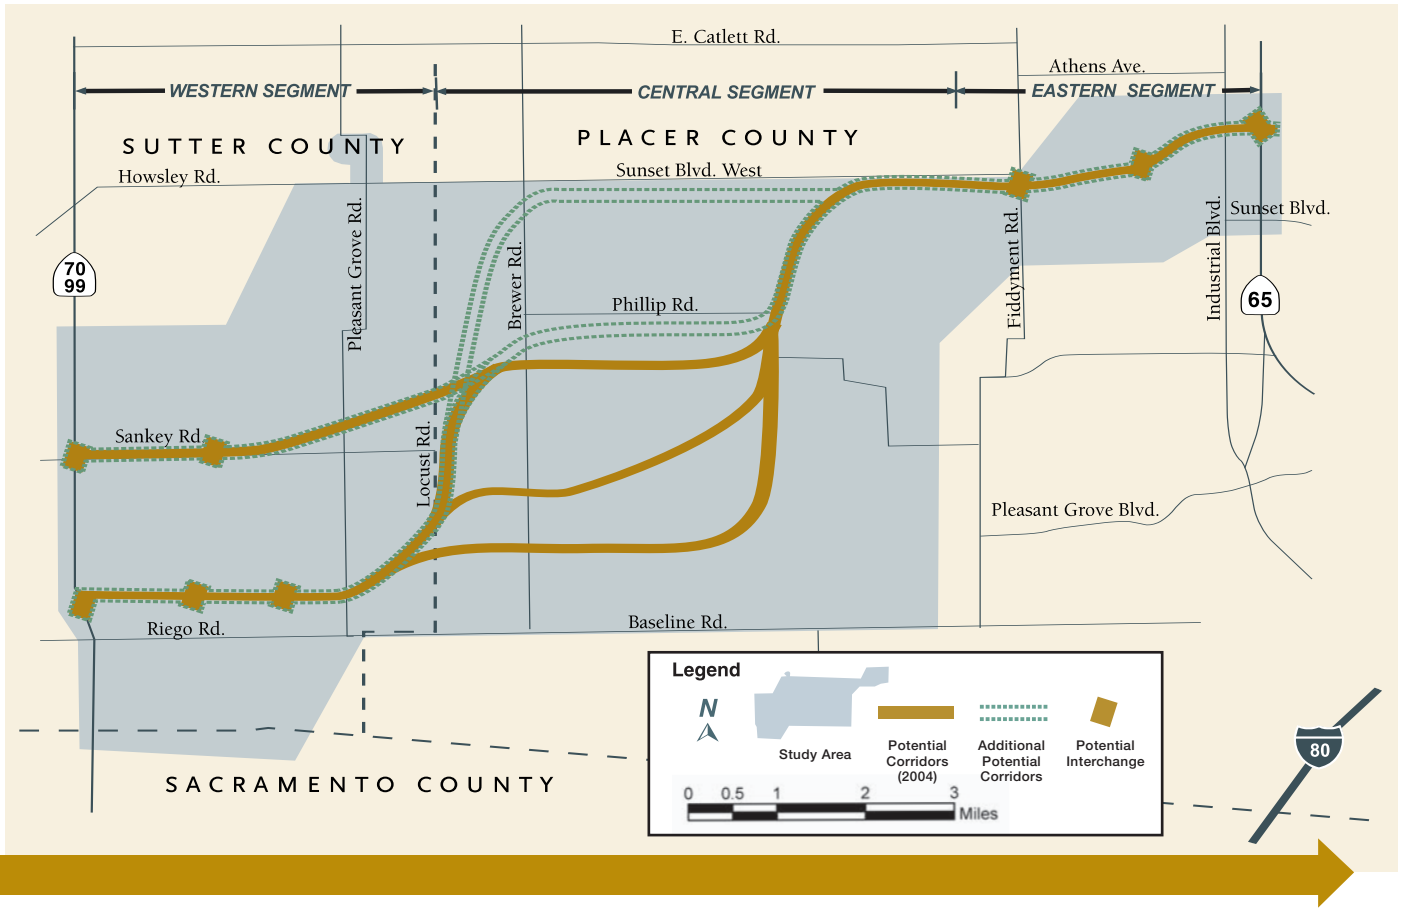 E. Catlett Rd.
Athens Ave.
WESTERN SEGMENT
CENTRAL SEGMENT
EASTERN SEGMENT
SUTTER COUNTY
PLACER COUNTY
Howsley Rd.
Sunset Blvd. West
Sunset Blvd.
Pleasant Grove Rd.
Brewer Rd.
Fiddyment Rd.
Industrial Blvd.
70
99
65
Phillip Rd.
Sankey Rd
Locust Rd.
Pleasant Grove Blvd.
Riego Rd.
Baseline Rd.
SACRAMENTO COUNTY
80
Legend
N
Study Area
Potential
Corridors
(2004)
Additional
Potential
Corridors
Potential
Interchange
0 0.5 1 2 3
Miles